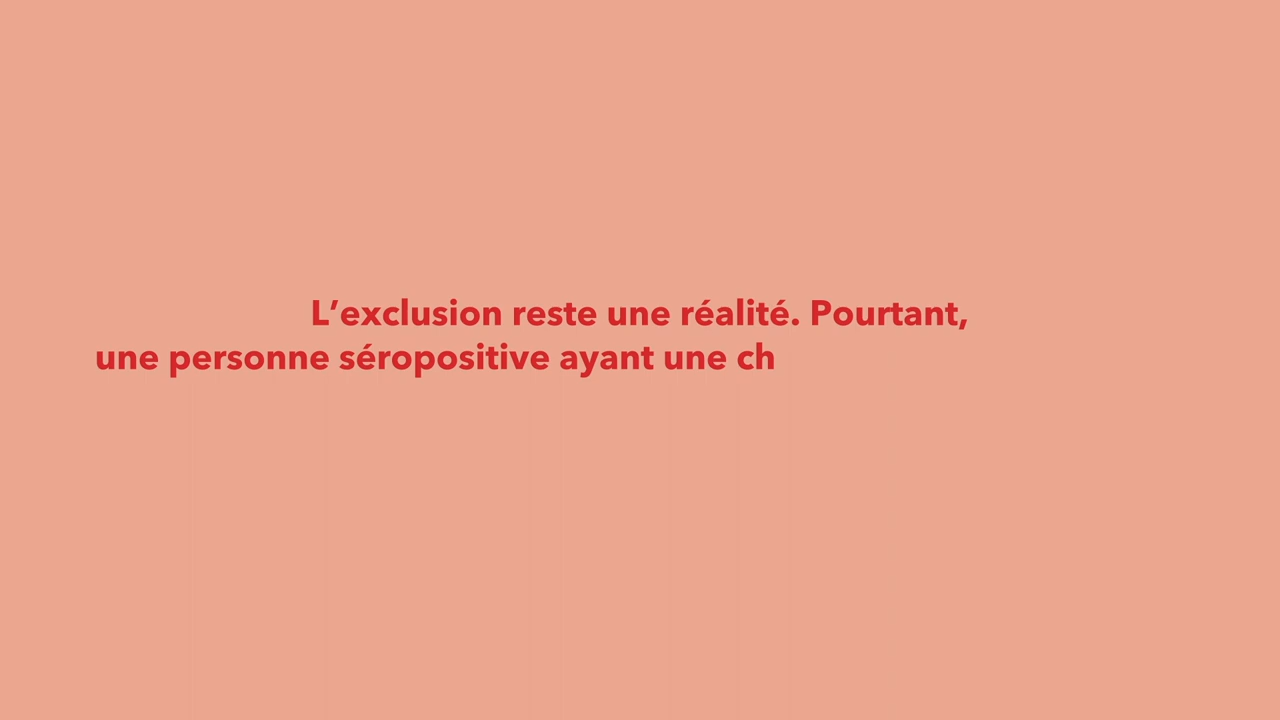 L’exclusion reste une réalité. Pourtant,
une personne séropositive ayant une ch